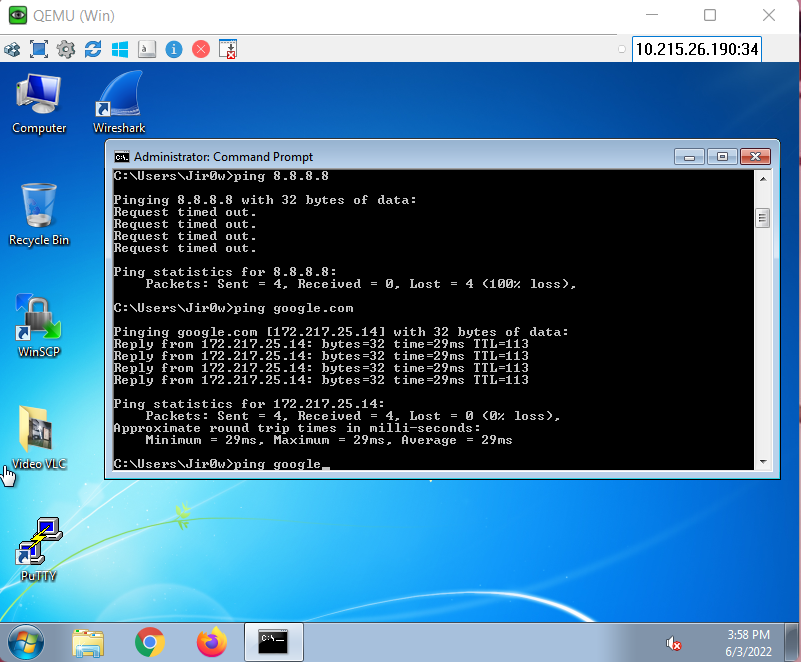 QEMU (Win)
10.215.26.190:34
Computer
Wireshark
Recycle Bin
WinSCP
Video VLC
PuTTY
Administrator: Command Prompt
C:\Users\Jir0w>ping 8.8.8.8
Pinging 8.8.8.8 with 32 bytes of data:
Request timed out.
Request timed out.
Request timed out.
Request timed out.
Ping statistics for 8.8.8.8:
Packets: Sent = 4, Received = 0, Lost = 4 (100% loss),
C:\Users\Jir0w>ping google.com
Pinging google.com [172.217.25.14] with 32 bytes of data:
Reply from 172.217.25.14: bytes=32 time=29ms TTL=113
Reply from 172.217.25.14: bytes=32 time=29ms TTL=113
Reply from 172.217.25.14: bytes=32 time=29ms TTL=113
Reply from 172.217.25.14: bytes=32 time=29ms TTL=113
Ping statistics for 172.217.25.14:
Packets: Sent = 4, Received = 4, Lost = 0 (0% loss),
Approximate round trip times in milli-seconds:
Minimum = 29ms, Maximum = 29ms, Average = 29ms
C:\Users\Jir0w>ping google_
3:58 PM
6/3/2022